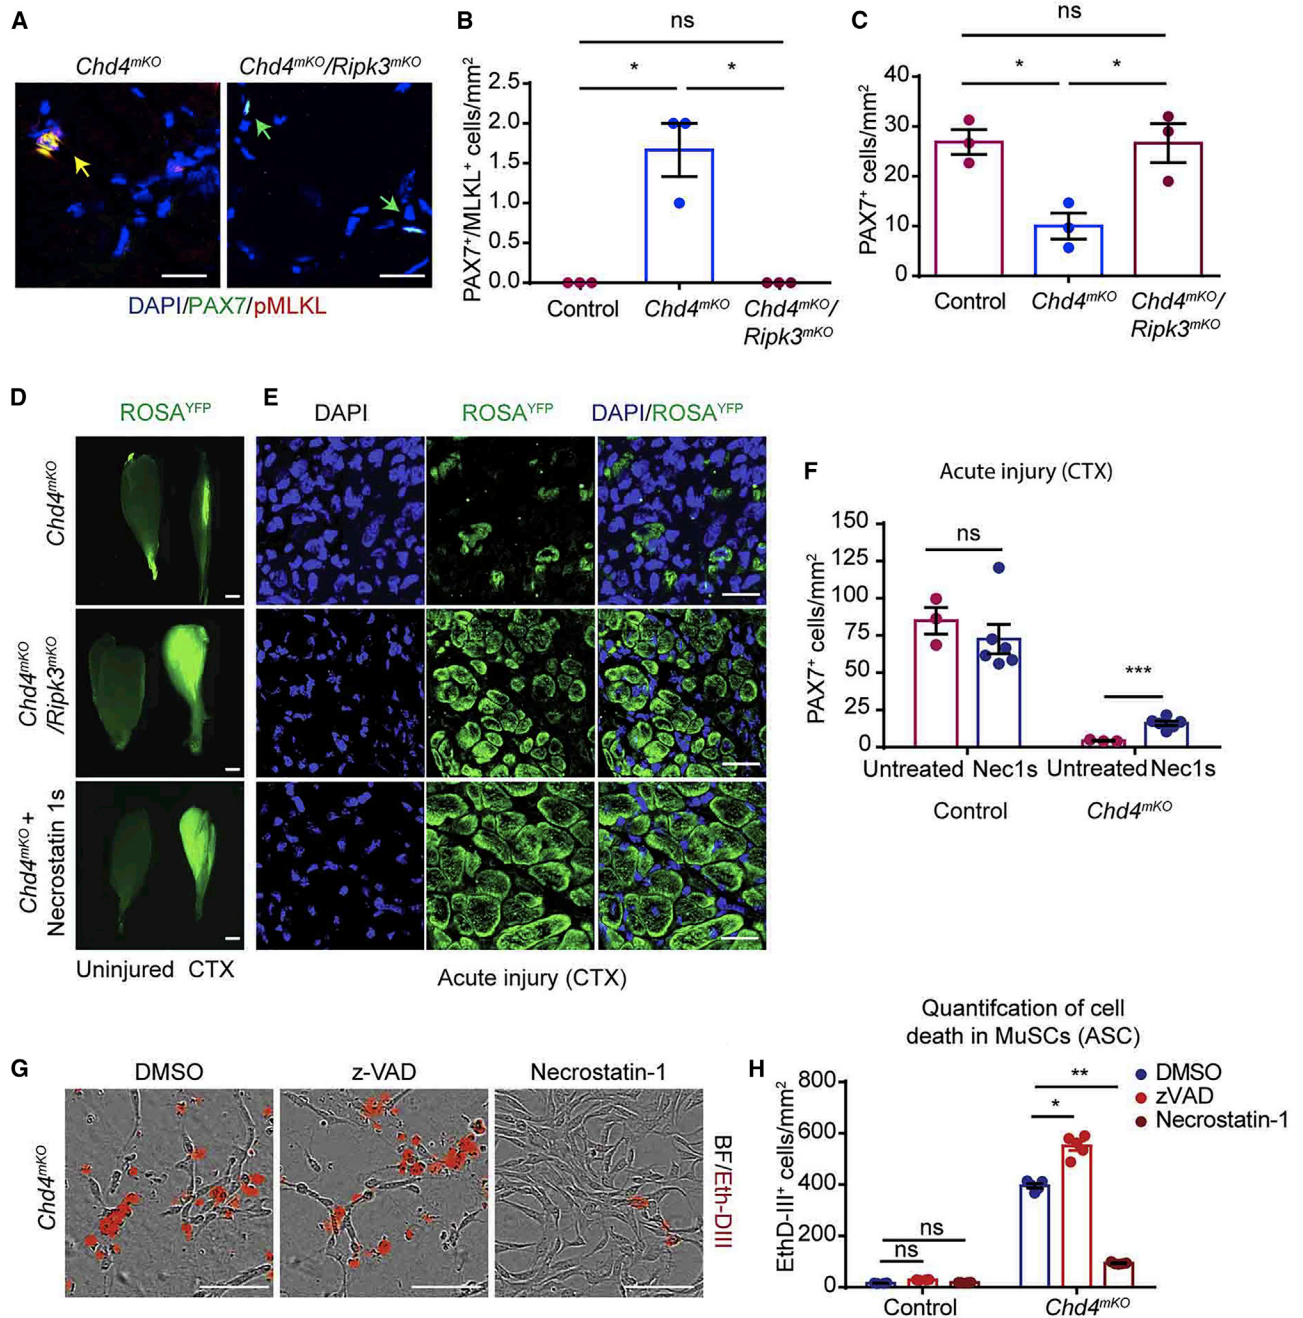 A
Chd4mKO
Chd4mKO/Ripk3mKO
DAPI/PAX7/pMLKL
B
ns
*
*
PAX7+/MLKL+ cells/mm2
2.5
2.0
1.5
1.0
0.5
0.0
Control
Chd4mKO
Chd4mKO/
Ripk3mKO
C
ns
*
*
PAX7+ cells/mm2
40
30
20
10
0
Control
Chd4mKO
Chd4mKO/
Ripk3mKO
D
ROSAYFP
Chd4mKO
Chd4mKO
/Ripk3mKO
Chd4mKO +
Necrostatin 1s
Uninjured CTX
E
DAPI
ROSAYFP
DAPI/ROSAYFP
Acute injury (CTX)
F
Acute injury (CTX)
PAX7+ cells/mm2
150
125
100
75
50
25
0
ns
***
Untreated Nec1s
Untreated Nec1s
Control
Chd4mKO
G
DMSO
z-VAD
Necrostatin-1
Chd4mKO
BF/Eth-DIII
H
Quantifcation of cell
death in MuSCs (ASC)
EthD-III+ cells/mm2
800
600
400
200
0
ns
ns
**
*
DMSO
zVAD
Necrostatin-1
Control
Chd4mKO